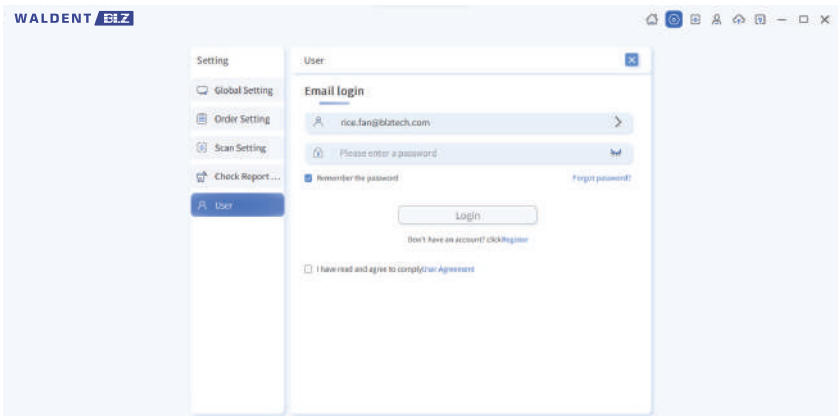 WALDENT BLZ
Setting
Global Setting
Order Setting
Scan Setting
Check Report ...
User
User
Email login
rice.fan@blztech.com
Please enter a password
Remember the password
Forgot password?
Login
Don't have an account? clickRegister
I have read and agree to complyUser Agreement